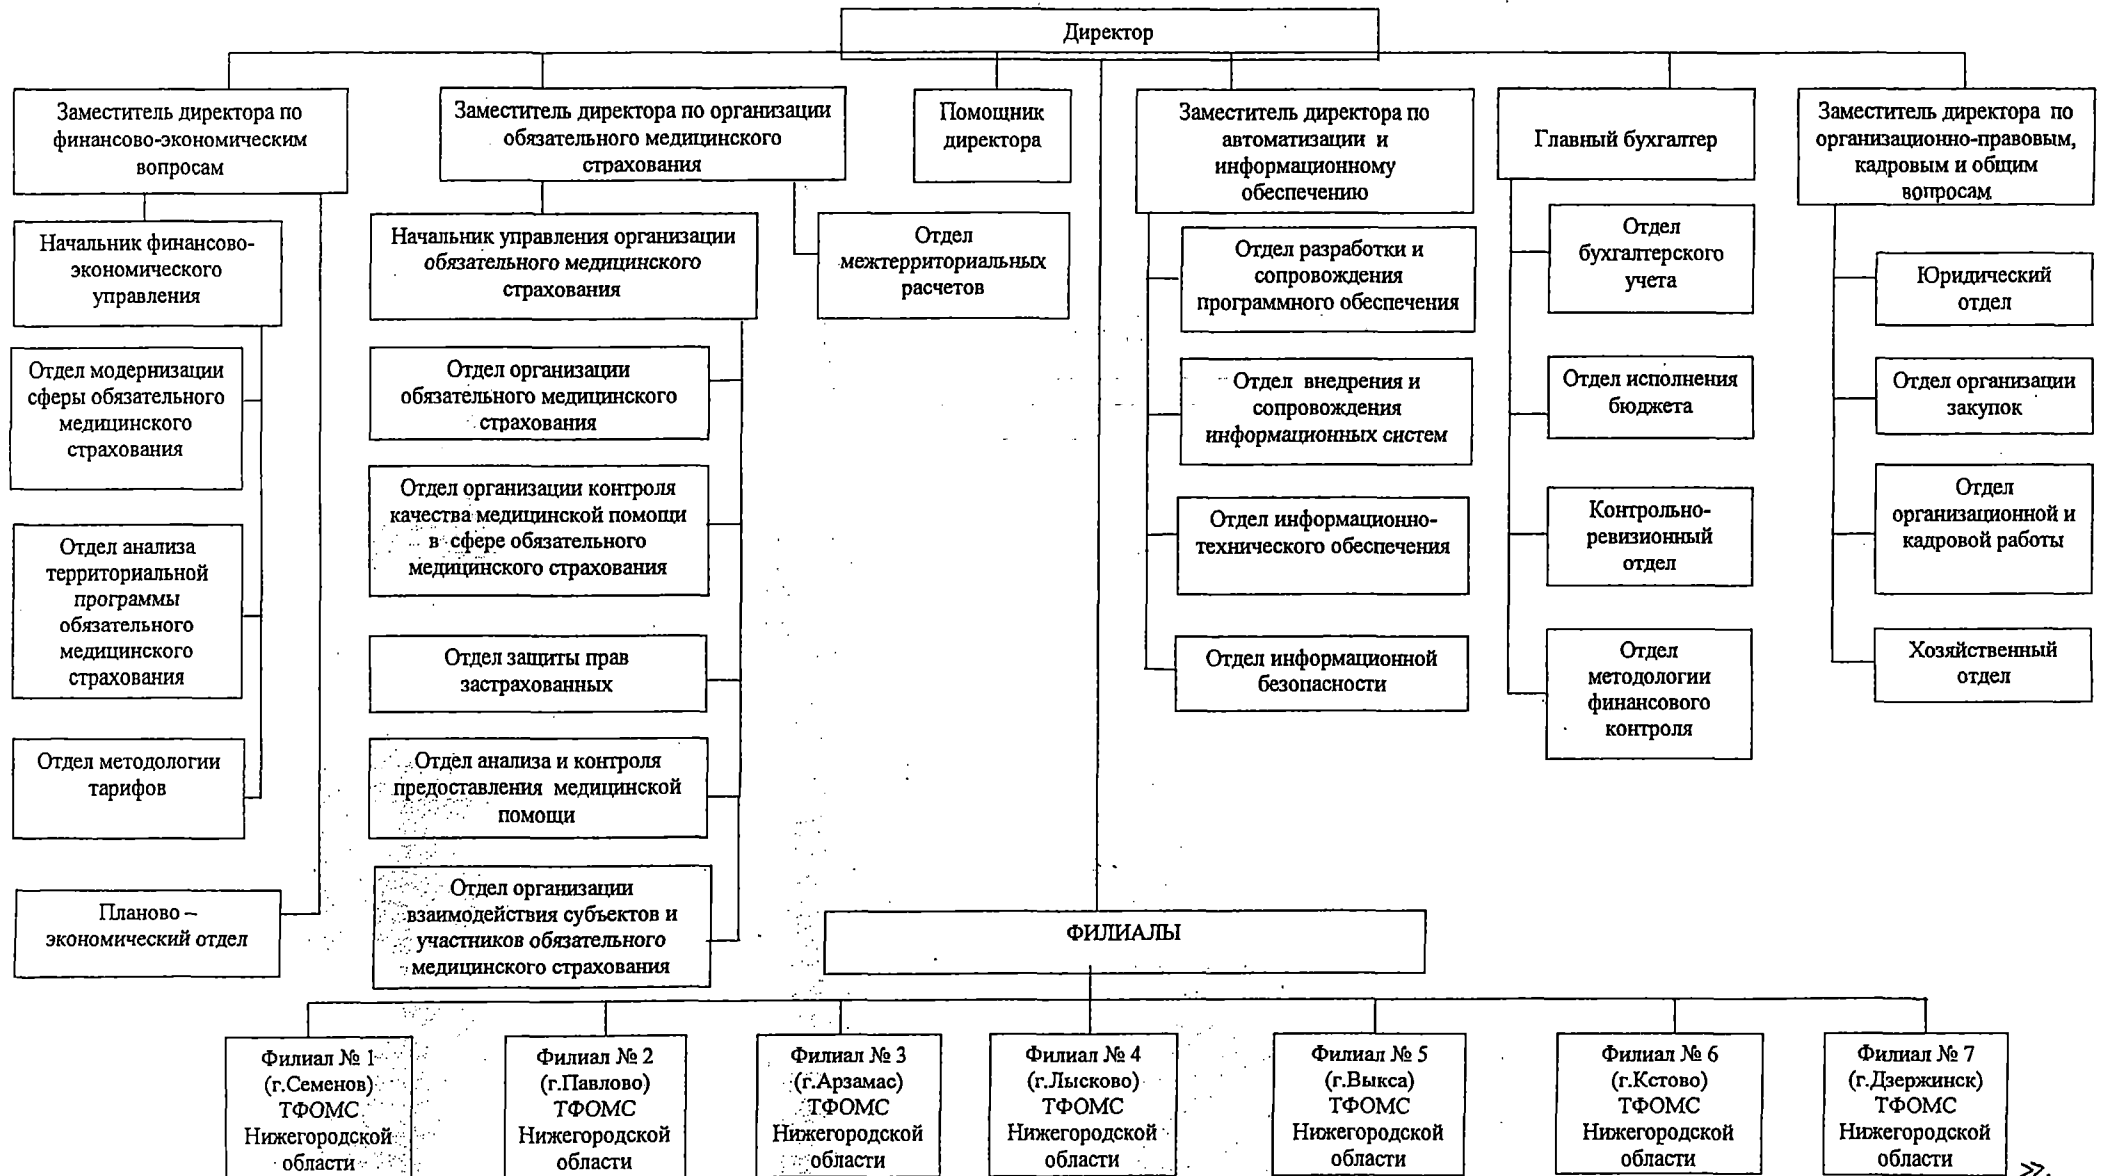 Директор
Заместитель директора по
финансово-экономическим
вопросам
Заместитель директора по организации
обязательного медицинского
страхования
Помощник
директора
Заместитель директора по
автоматизации и
информационному
обеспечению
Главный бухгалтер
Заместитель директора по
организационно-правовым,
кадровым и общим
вопросам
Начальник финансово-
экономического
управления
Отдел модернизации
сферы обязательного
медицинского
страхования
Отдел анализа
территориальной
программы
обязательного
медицинского
страхования
Отдел методологии
тарифов
Планово –
экономический отдел
Начальник управления организации
обязательного медицинского
страхования
Отдел организации
обязательного медицинского
страхования
Отдел организации контроля
качества медицинской помощи
в сфере обязательного
медицинского страхования
Отдел защиты прав
застрахованных
Отдел анализа и контроля
предоставления медицинской
помощи
Отдел организации
взаимодействия субъектов и
участников обязательного
медицинского страхования
Отдел
межтерриториальных
расчетов
Отдел разработки и
сопровождения
программного обеспечения
Отдел внедрения и
сопровождения
информационных систем
Отдел информационно-
технического обеспечения
Отдел информационной
безопасности
Отдел
бухгалтерского
учета
Отдел исполнения
бюджета
Контрольно-
ревизионный
отдел
Отдел
методологии
финансового
контроля
Юридический
отдел
Отдел организации
закупок
Отдел
организационной и
кадровой работы
Хозяйственный
отдел
ФИЛИАЛЫ
Филиал № 1
(г.Семенов)
ТФОМС
Нижегородской
области
Филиал № 2
(г.Павлово)
ТФОМС
Нижегородской
области
Филиал № 3
(г.Арзамас)
ТФОМС
Нижегородской
области
Филиал № 4
(г.Лысково)
ТФОМС
Нижегородской
области
Филиал № 5
(г.Выкса)
ТФОМС
Нижегородской
области
Филиал № 6
(г.Кстово)
ТФОМС
Нижегородской
области
Филиал № 7
(г.Дзержинск)
ТФОМС
Нижегородской
области
».